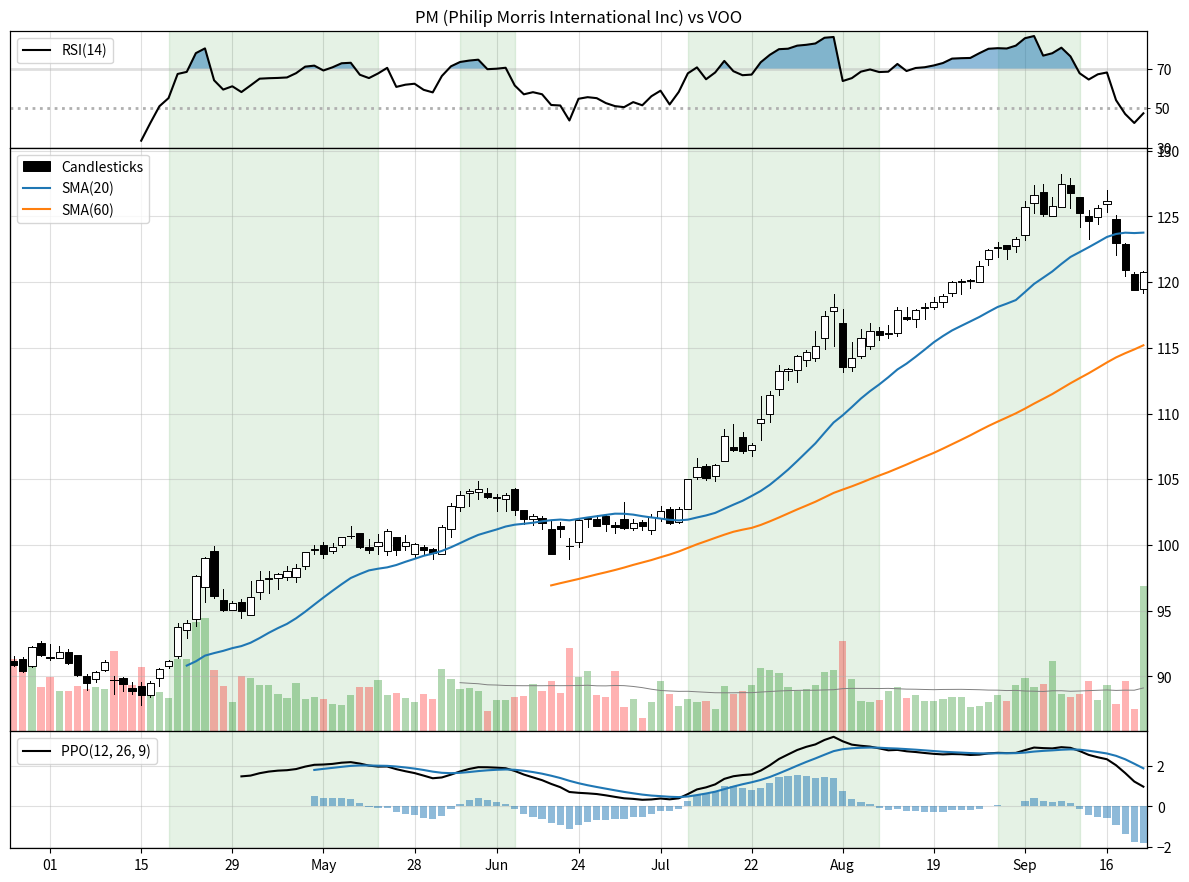 PM (Philip Morris International Inc) vs VOO
RSI(14)
70
50
30
130
Candlesticks
SMA(20)
SMA(60)
125
120
115
110
105
100
95
90
PPO(12, 26, 9)
2
0
−2
01 15 29 May 28 Jun 24 Jul 22 Aug 19 Sep 16